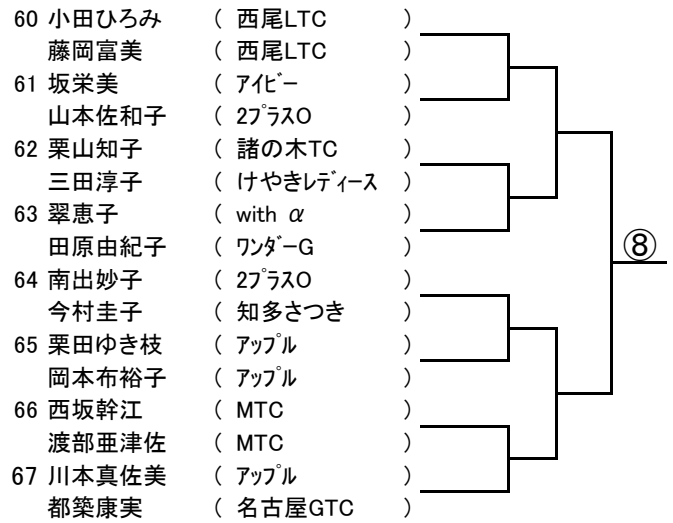 60 小田ひろみ ( 西尾LTC )
藤岡富美 ( 西尾LTC )
61 坂栄美 ( ｱｲﾋﾞｰ )
山本佐和子 ( 2ﾌﾟﾗｽO )
62 栗山知子 ( 諸の木TC )
三田淳子 ( けやきﾚﾃﾞｨｰｽ )
63 翠恵子 ( with α )
田原由紀子 ( ﾜﾝﾀﾞｰG )
⑧
64 南出妙子 ( 2ﾌﾟﾗｽO )
今村圭子 ( 知多さつき )
65 栗田ゆき枝 ( ｱｯﾌﾟﾙ )
岡本布裕子 ( ｱｯﾌﾟﾙ )
66 西坂幹江 ( MTC )
渡部亜津佐 ( MTC )
67 川本真佐美 ( ｱｯﾌﾟﾙ )
都築康実 ( 名古屋GTC )